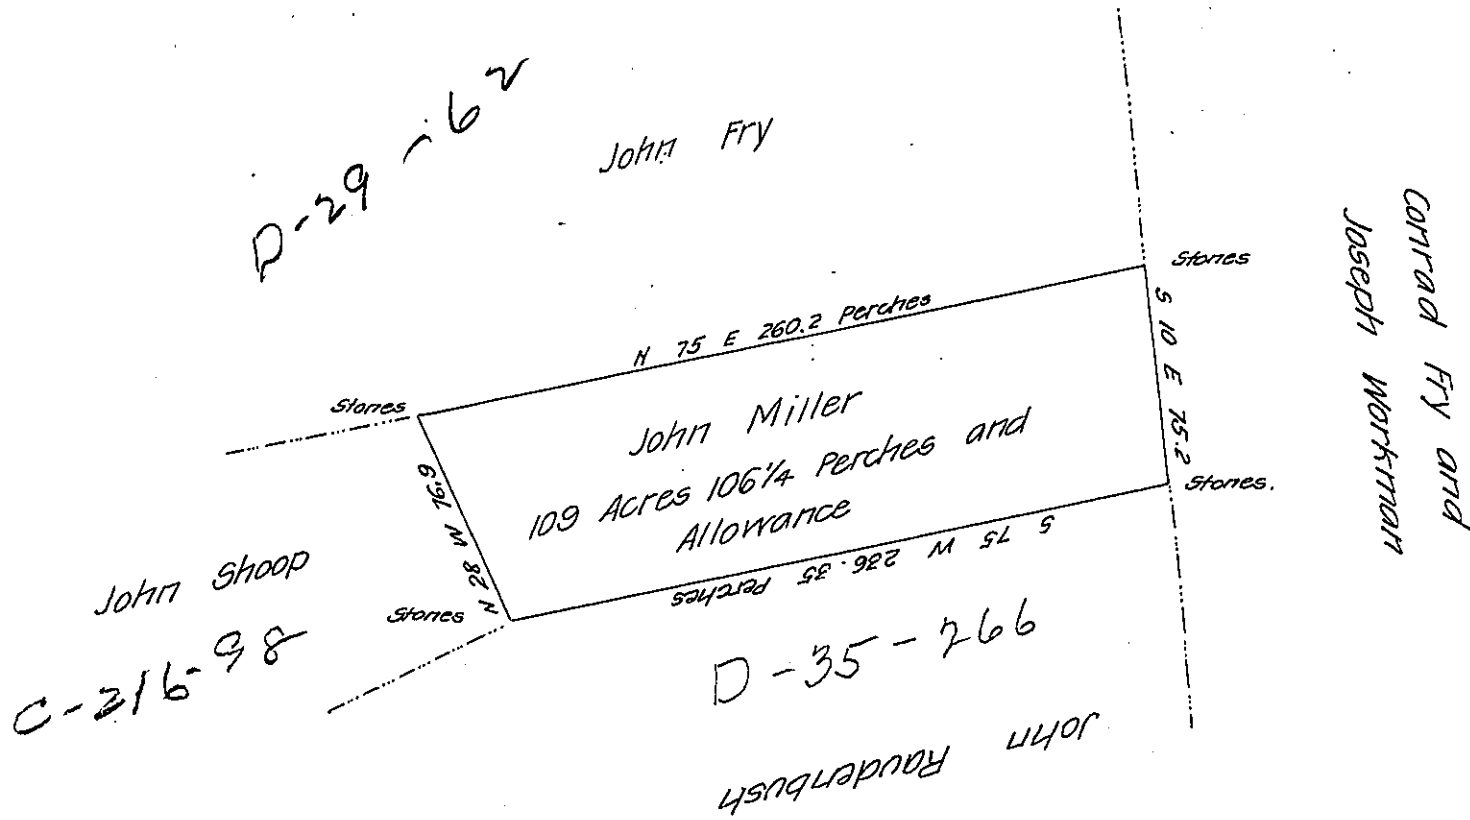 D-29-62
John Fry
Conrad Fry and
Joseph Workman
Stones
N 75 E 260.2 Perches
S 10 E 75.2
Stones
John Miller
109 Acres 106¼ Perches and
Allowance
N 28 W 76.9
Stones.
S 75 W 236.35 Perches
John Shoop
Stones
C-216-98
D-35-266
John Raudenbush